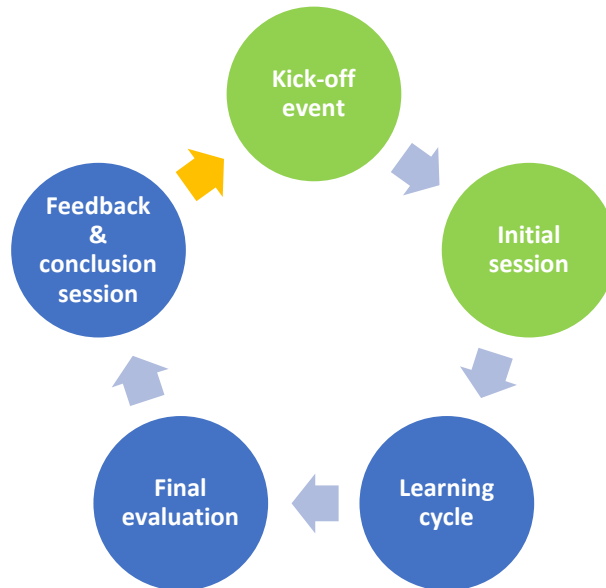 Kick-off
event
Initial
session
Learning
cycle
Final
evaluation
Feedback
&
conclusion
session